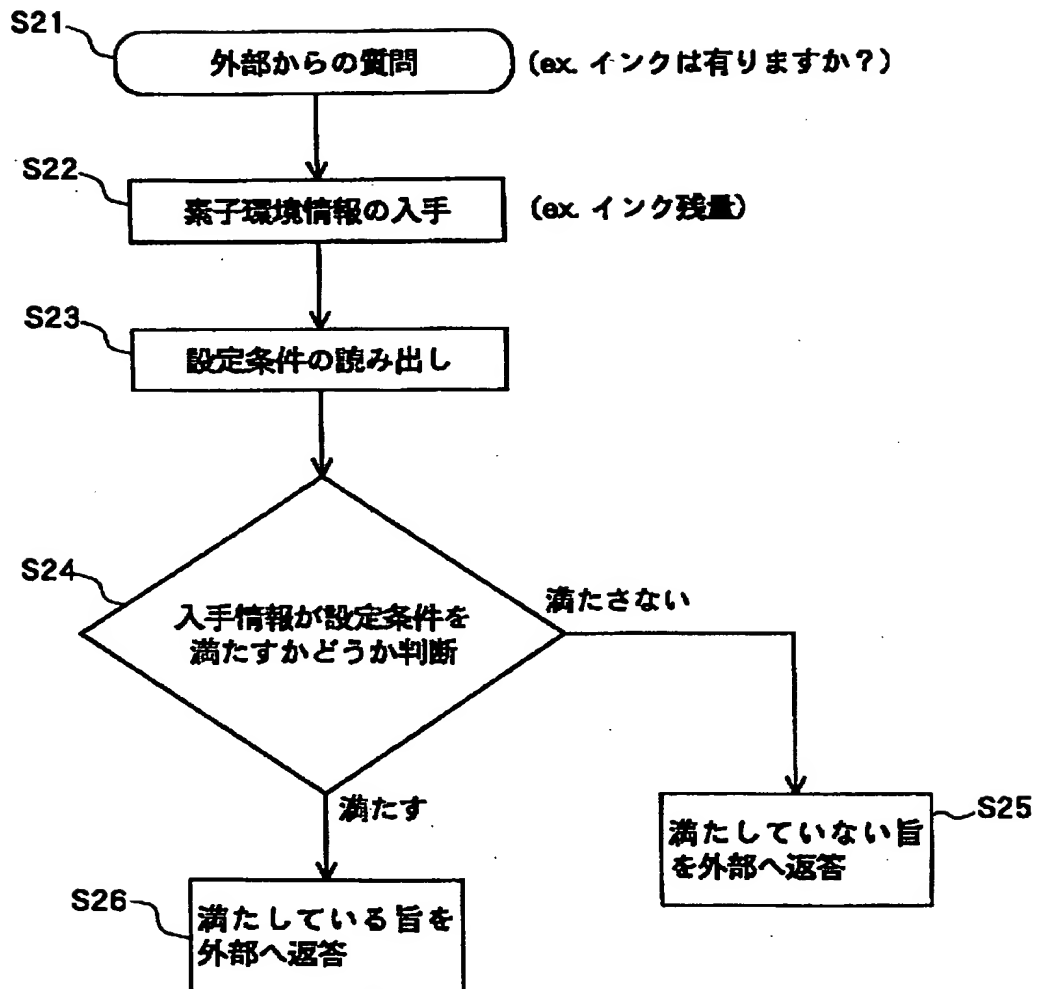 S21
外部からの質問
(ex. インクは有りますか？)
S22
素子環境情報の入手
(ex. インク残量)
S23
設定条件の読み出し
S24
入手情報が設定条件を
満たすかどうか判断
満たさない
満たす
S25
満たしていない旨
を外部へ返答
S26
満たしている旨を
外部へ返答